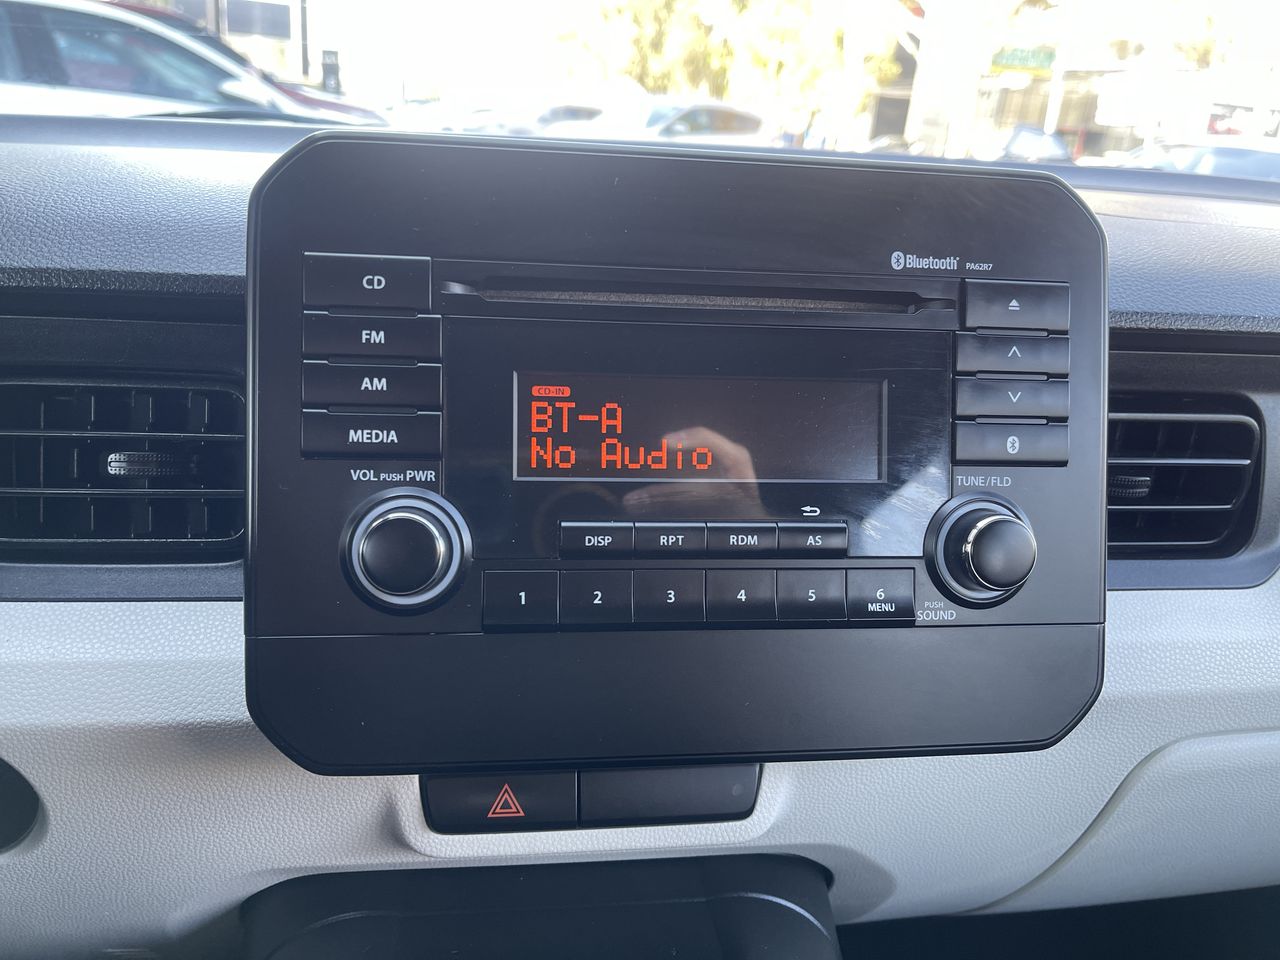 Bluetooth PA62R7
CD
FM
AM
MEDIA
CD-IN
BT-A
No Audio
VOL PUSH PWR
TUNE/FLD
DISP RPT RDM AS
1 2 3 4 5 6
MENU
PUSH
SOUND